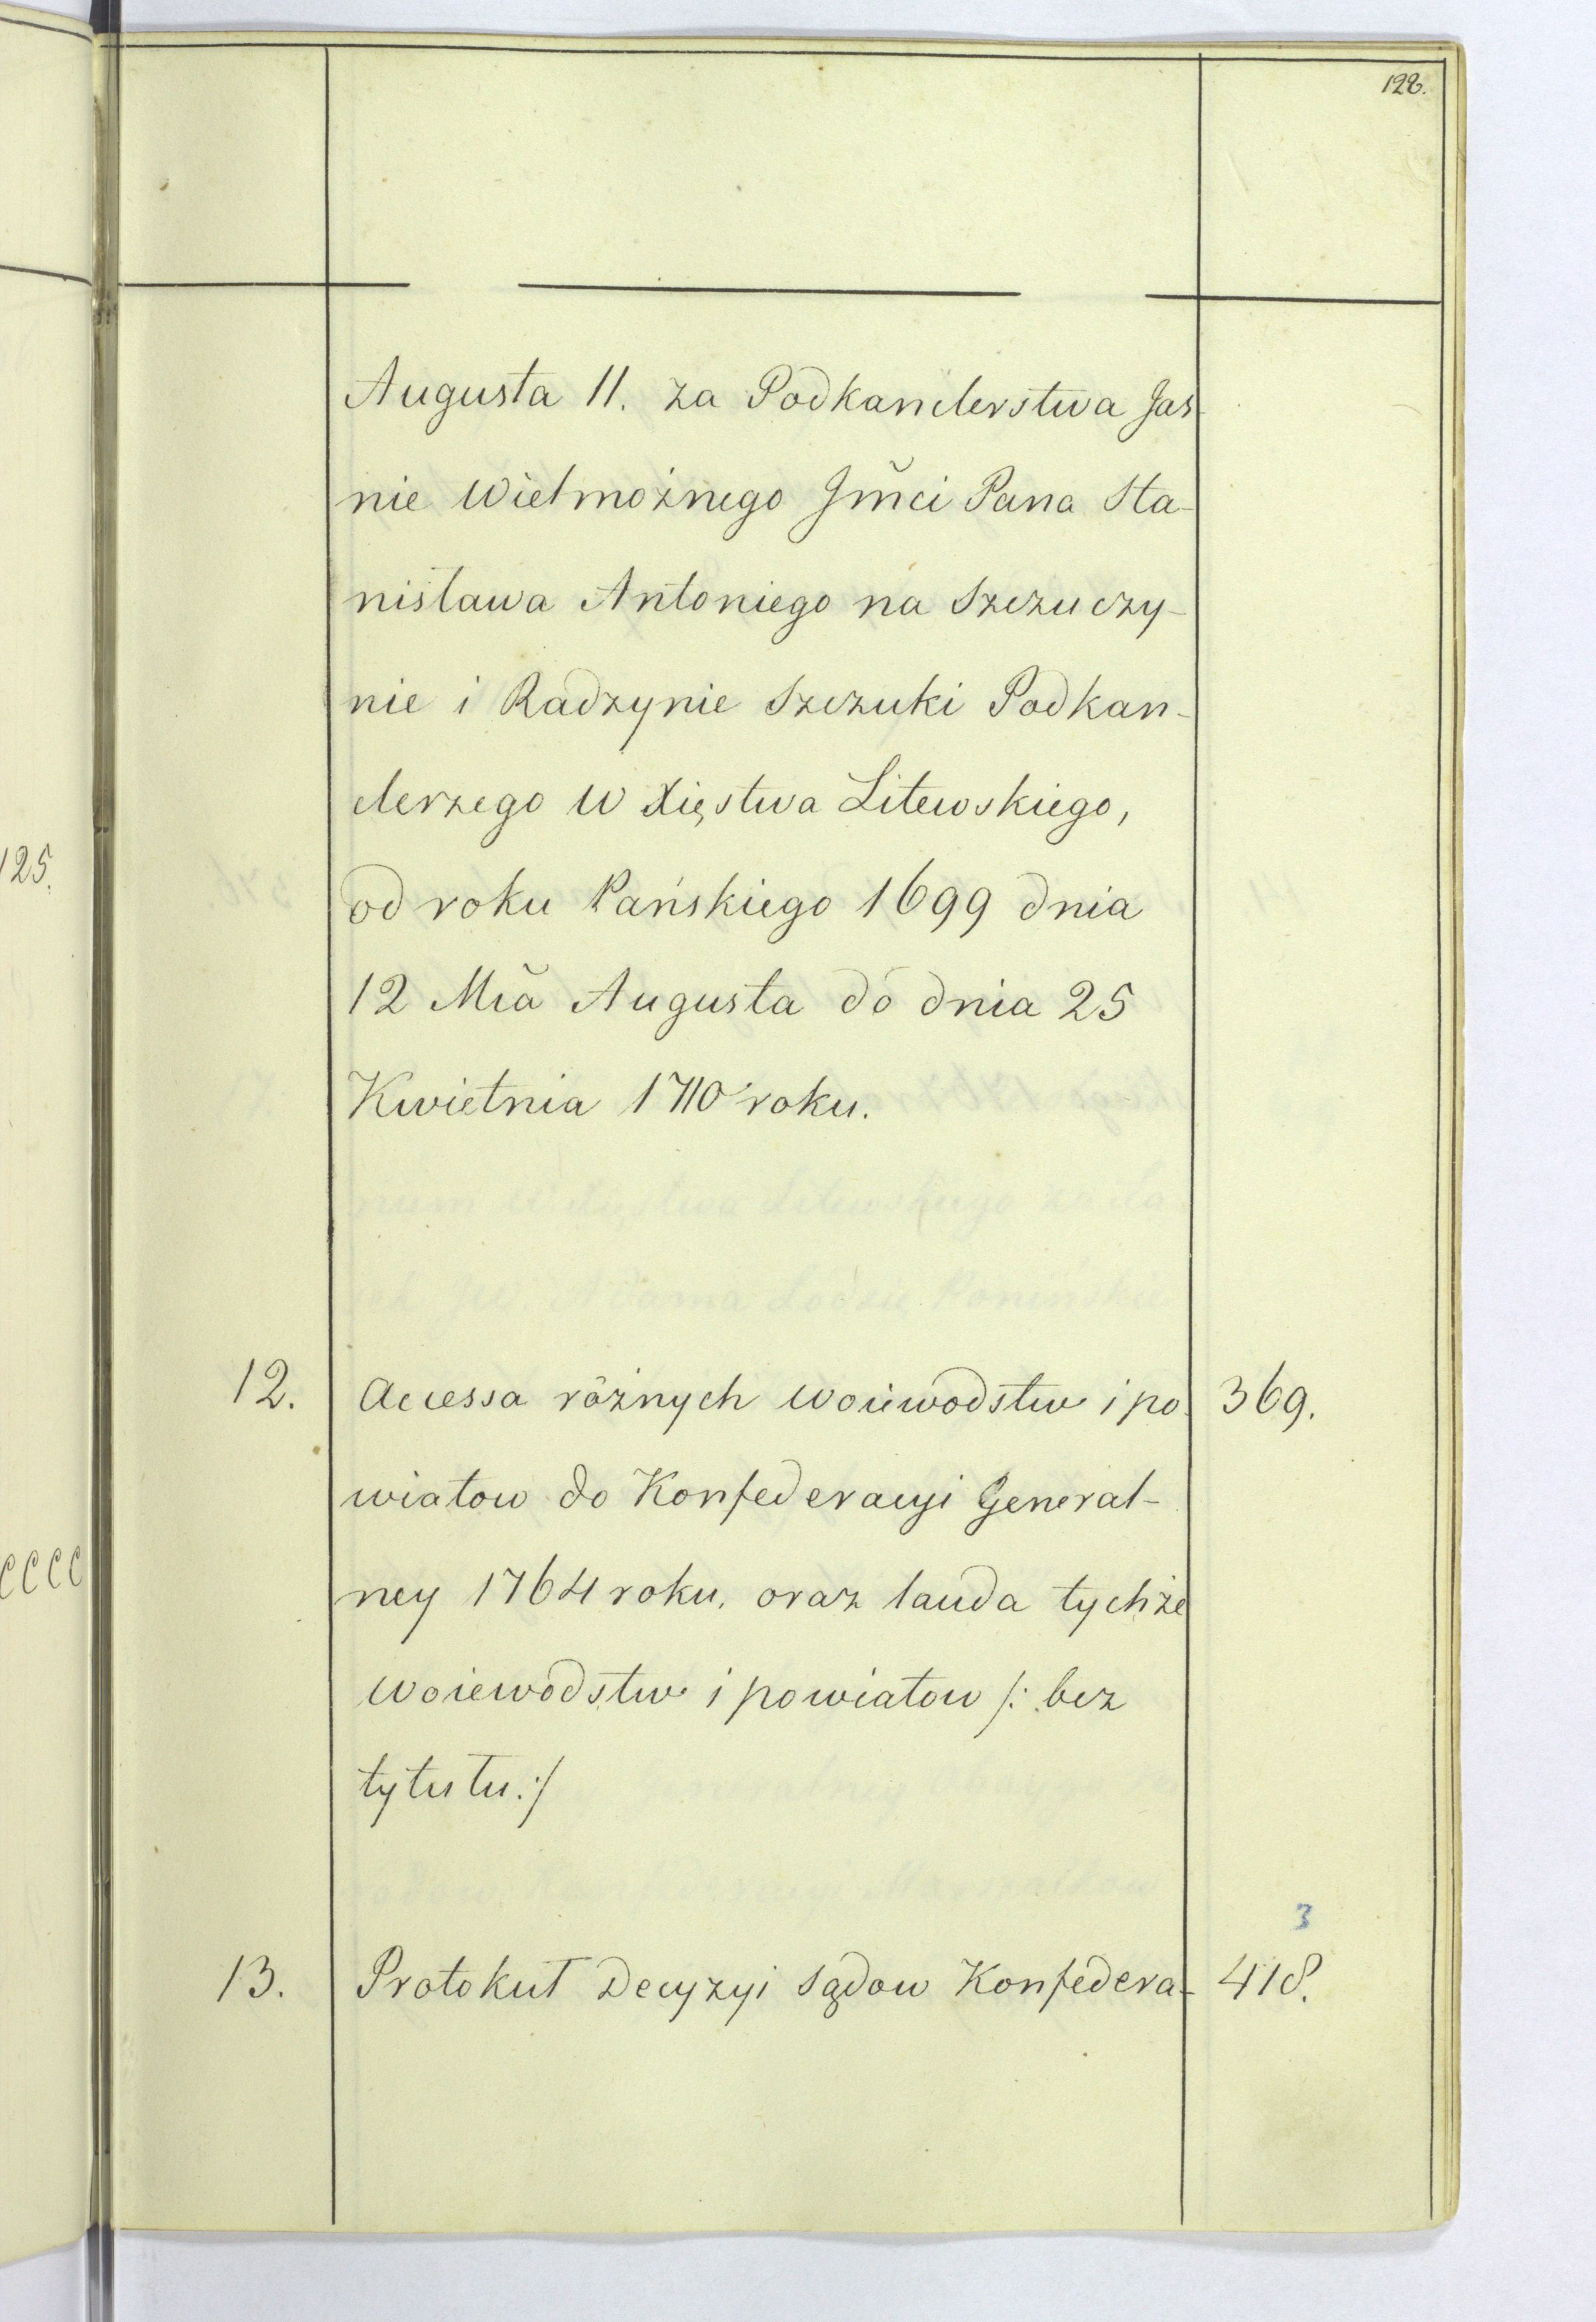 128.
Augusta II. za Podkanclerstwa Jas
nie Wielmożnego Jm̃ci Pana Sta-
nisława Antoniego na Szczuczy-
nie i Radzynie Szczuki Podkan-
clerzego W Xięstwa Litewskiego,
od roku Pańskiego 1699 dnia
12 Mcã Augusta do dnia 25
Kwietnia 1710 roku.
12. Accessa różnych woiewodstw i po 369.
wiatow do Konfederacyi General-
ney 1764 roku. oraz lauda tychże
woiewodstw i powiatow /: bez
tytułu :/
3
13. Protokuł Decyzyi Sądow Konfedera- 418.
125.
cccc